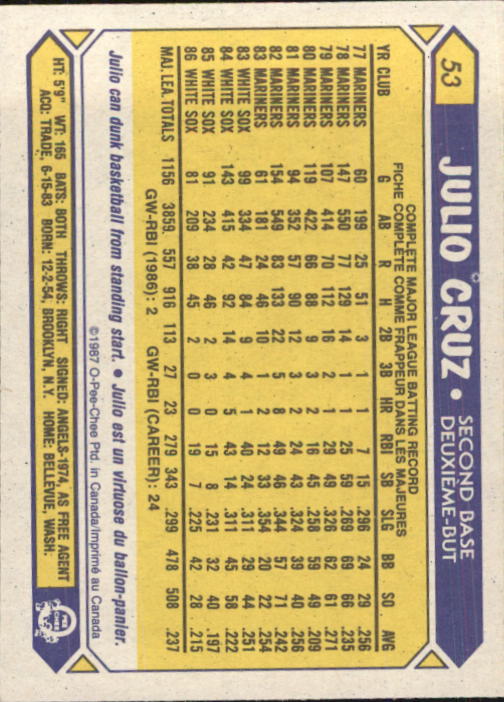 53
JULIO CRUZ • SECOND BASE
DEUXIÈME-BUT
COMPLETE MAJOR LEAGUE BATTING RECORD
FICHE COMPLÈTE COMME FRAPPEUR DANS LES MAJEURES
YR CLUB G AB R H 2B 3B HR RBI SB SLG BB SO AVG
77 MARINERS 60 199 25 51 3 1 1 7 15 .296 24 29 .256
78 MARINERS 147 550 77 129 14 1 1 25 59 .269 69 66 .235
79 MARINERS 107 414 70 112 16 2 1 29 49 .326 62 61 .271
80 MARINERS 119 422 66 88 9 3 2 16 45 .258 59 49 .209
81 MARINERS 94 352 57 90 12 3 2 24 43 .324 39 40 .256
82 MARINERS 154 549 83 133 22 5 8 49 46 .344 57 71 .242
83 MARINERS 61 181 24 46 10 1 2 12 33 .354 20 22 .254
83 WHITE SOX 99 334 47 84 9 4 1 40 24 .311 29 44 .251
84 WHITE SOX 143 415 42 92 14 4 5 43 14 .311 45 58 .222
85 WHITE SOX 91 234 28 46 2 3 0 15 8 .231 32 40 .197
86 WHITE SOX 81 209 38 45 2 0 0 19 7 .225 42 28 .215
MAJ. LEA. TOTALS 1156 3859 557 916 113 27 23 279 343 .299 478 508 .237
GW-RBI (1986): 2 GW-RBI (CAREER): 24
Julio can dunk basketball from standing start. • Julio est un virtuose du ballon-panier.
©1987 O-Pee-Chee Ptd. in Canada/Imprimé au Canada
HT: 5'9" WT: 165 BATS: BOTH THROWS: RIGHT SIGNED: ANGELS-1974, AS FREE AGENT
ACQ: TRADE, 6-15-83 BORN: 12-2-54, BROOKLYN, N.Y. HOME: BELLEVUE, WASH.
O
PEE
CHEE